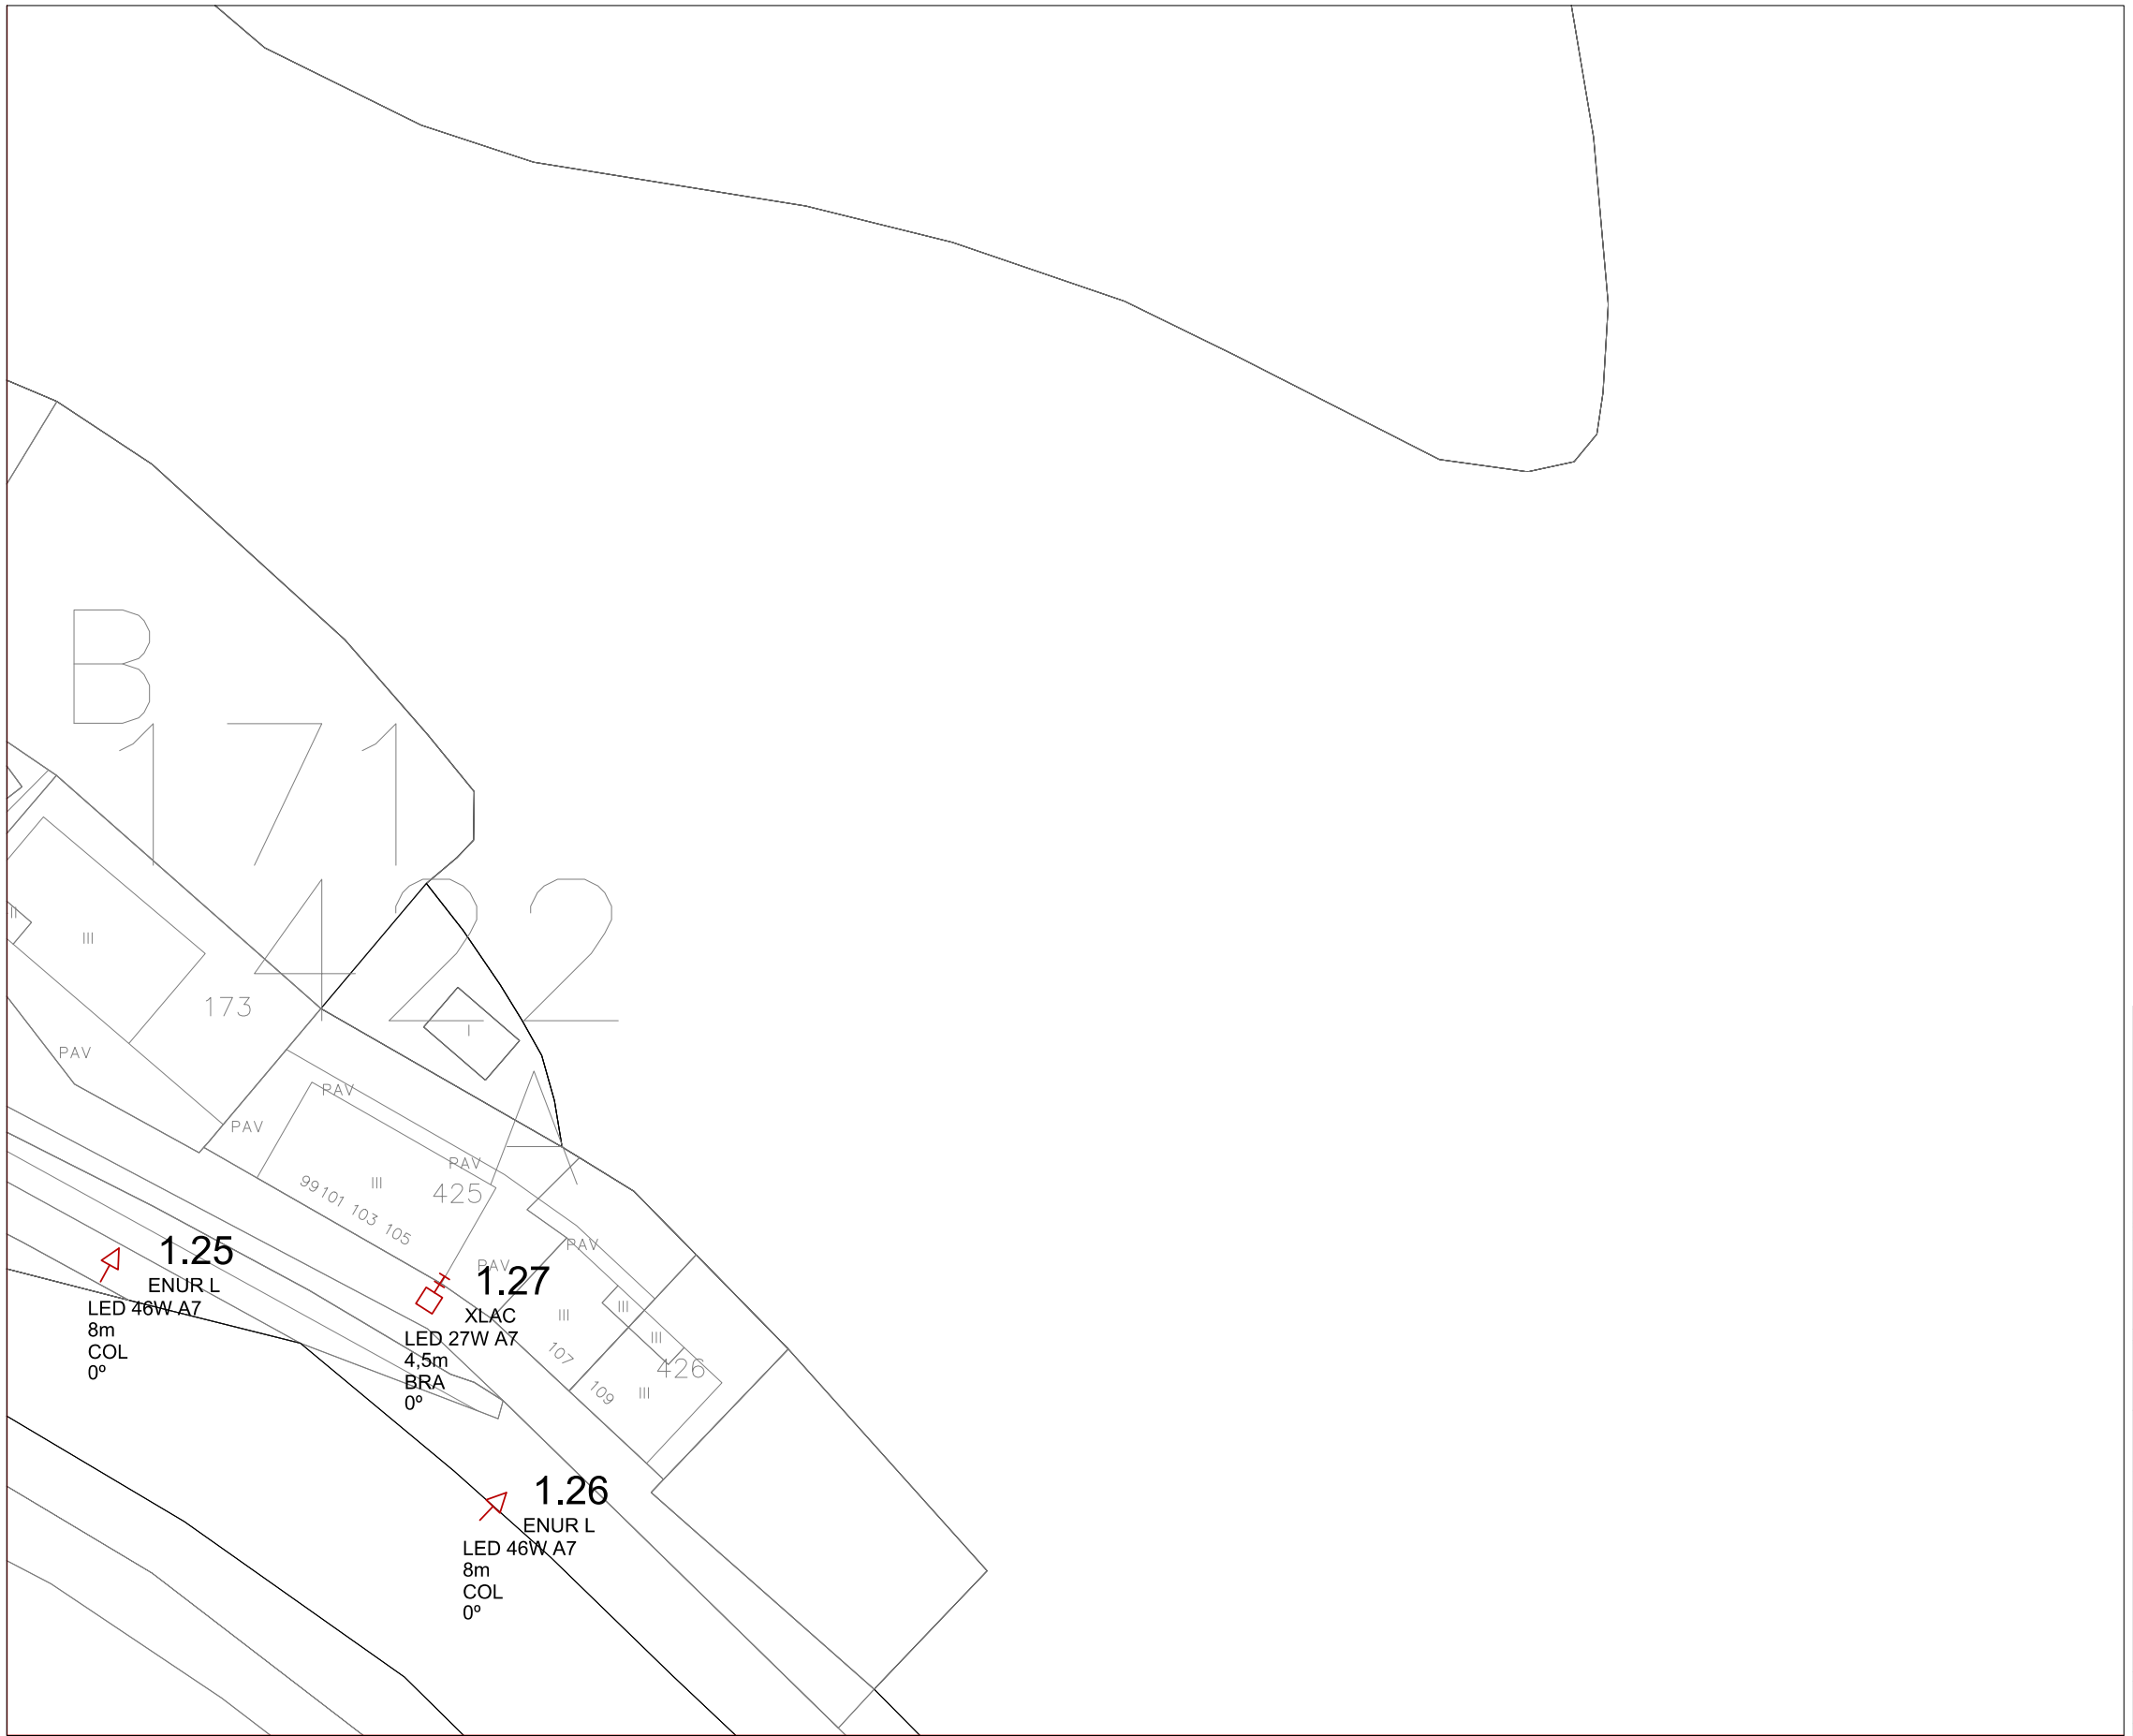 B
171
422
A
II
III
173
I
PAV
PAV
PAV
PAV
III
425
99 101 103 105
PAV
PAV
1.25
ENUR L
LED 46W A7
8m
COL
0º
1.27
XLAC
LED 27W A7
4,5m
BRA
0º
III
III
III
107
426
109
III
1.26
ENUR L
LED 46W A7
8m
COL
0º